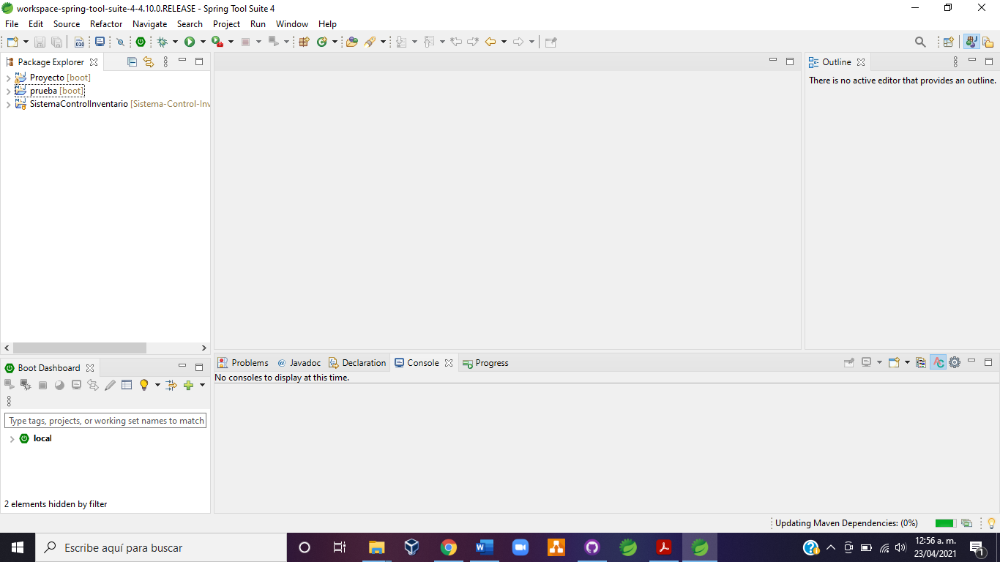 workspace-spring-tool-suite-4-4.10.0.RELEASE - Spring Tool Suite 4
File Edit Source Refactor Navigate Search Project Run Window Help
Package Explorer
Proyecto [boot]
prueba [boot]
SistemaControlInventario [Sistema-Control-Inv
Outline
There is no active editor that provides an outline.
Boot Dashboard
Type tags, projects, or working set names to match
local
2 elements hidden by filter
Problems @ Javadoc Declaration Console Progress
No consoles to display at this time.
Updating Maven Dependencies: (0%)
Escribe aquí para buscar
12:56 a. m.
23/04/2021
1